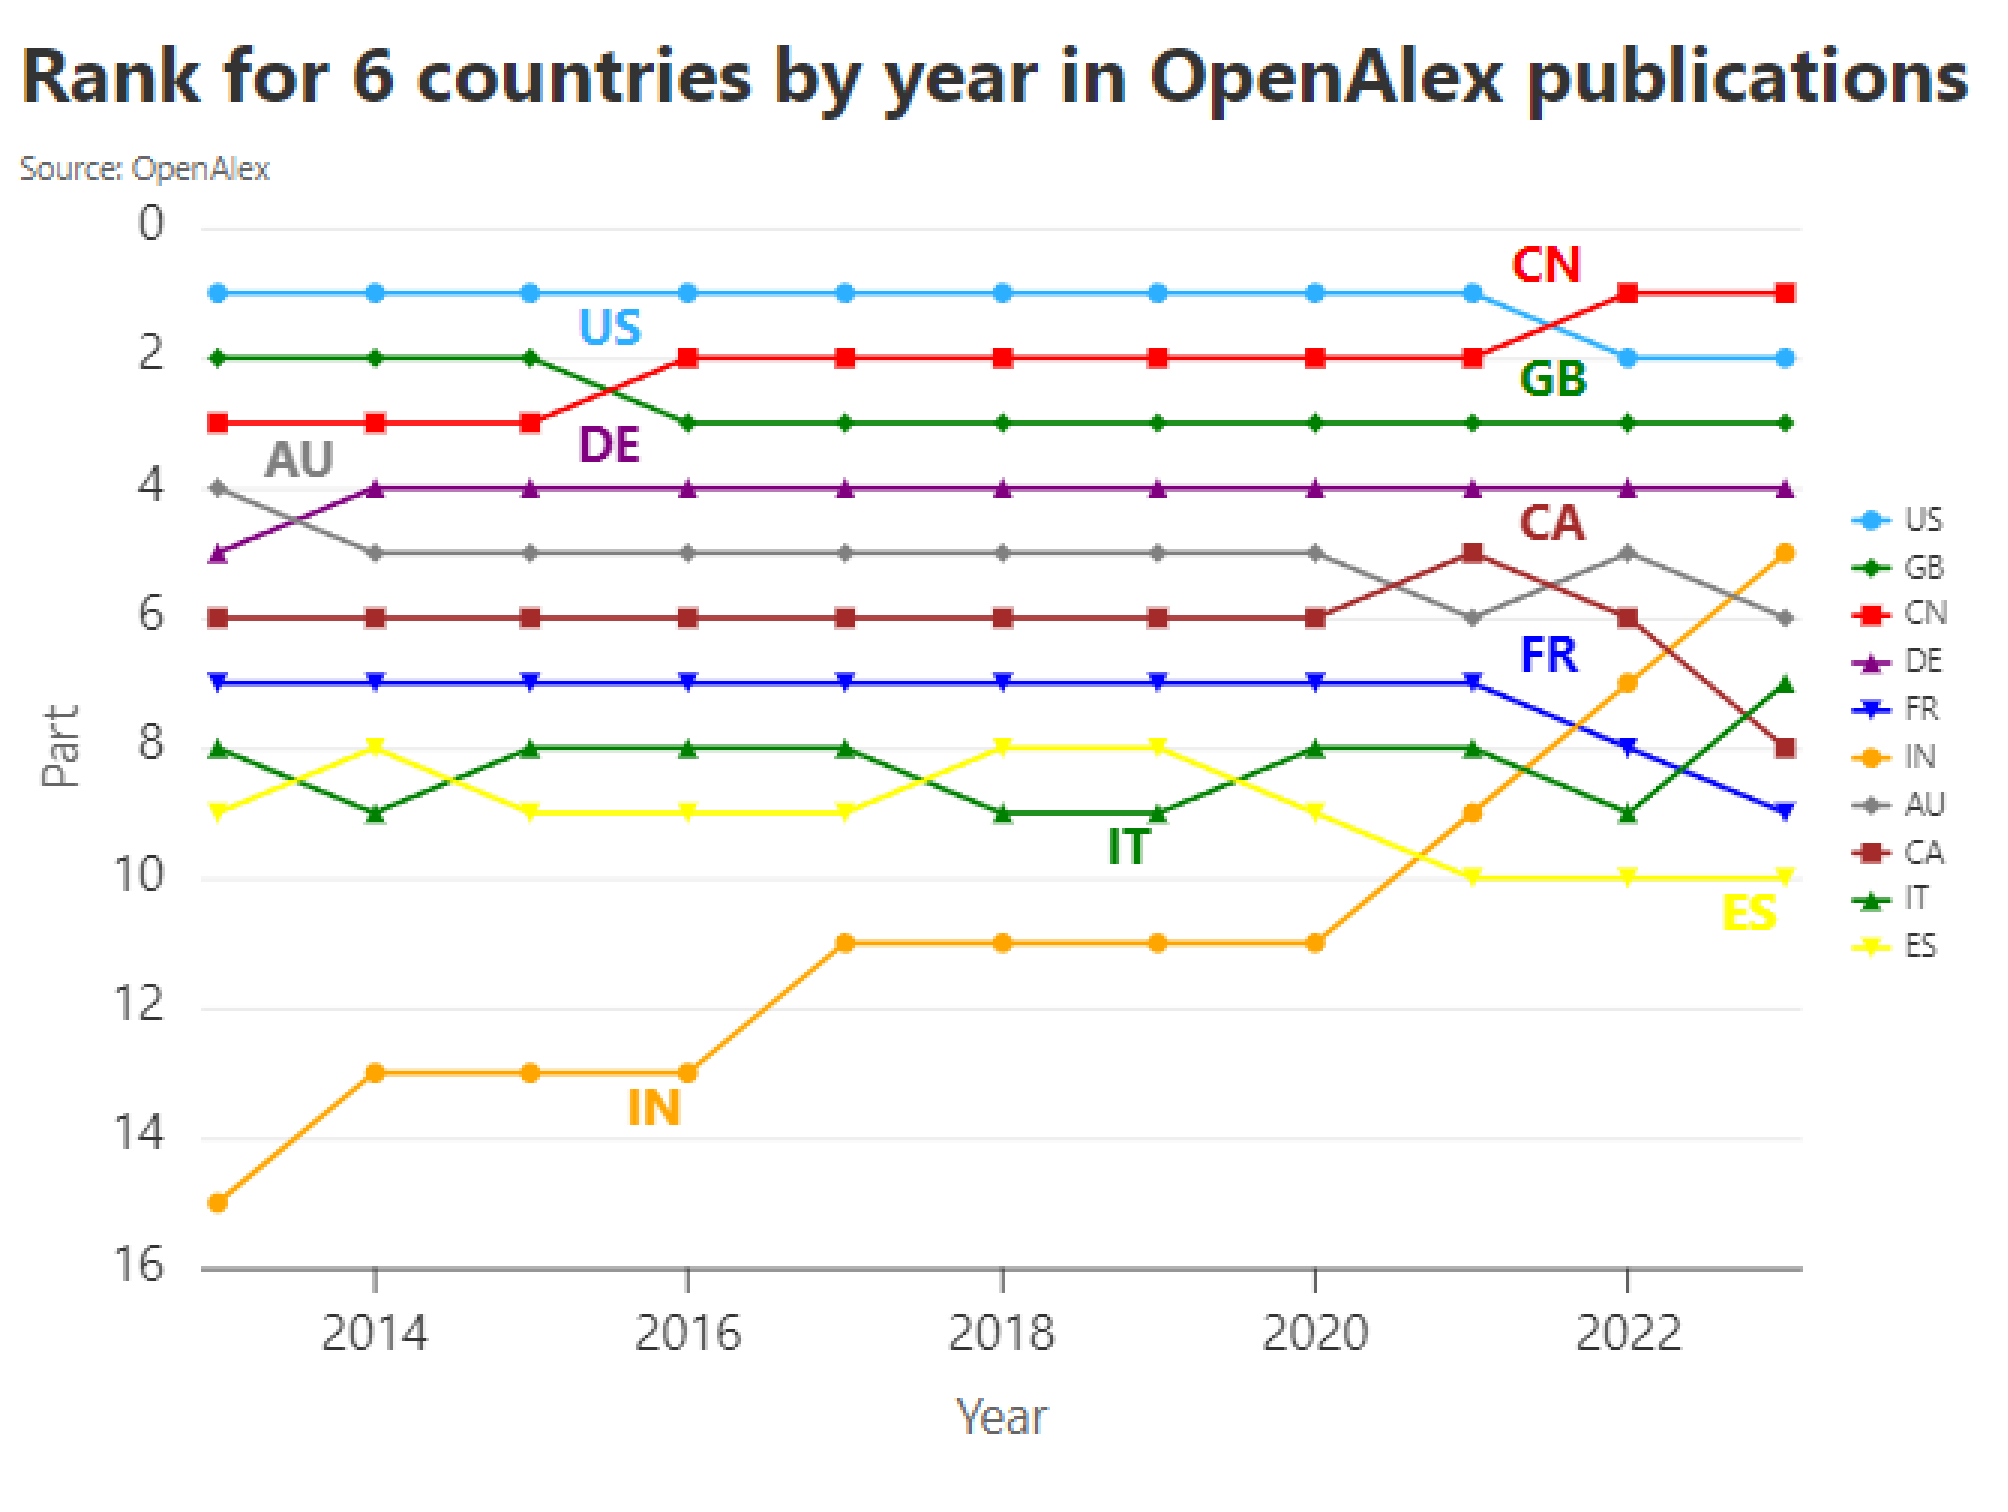 Rank for 6 countries by year in OpenAlex publications
Source: OpenAlex
0
2
4
6
8
10
12
14
16
Part
CN
US
GB
DE
AU
CA
FR
IT
ES
IN
US
GB
CN
DE
FR
IN
AU
CA
IT
ES
2014
2016
2018
2020
2022
Year